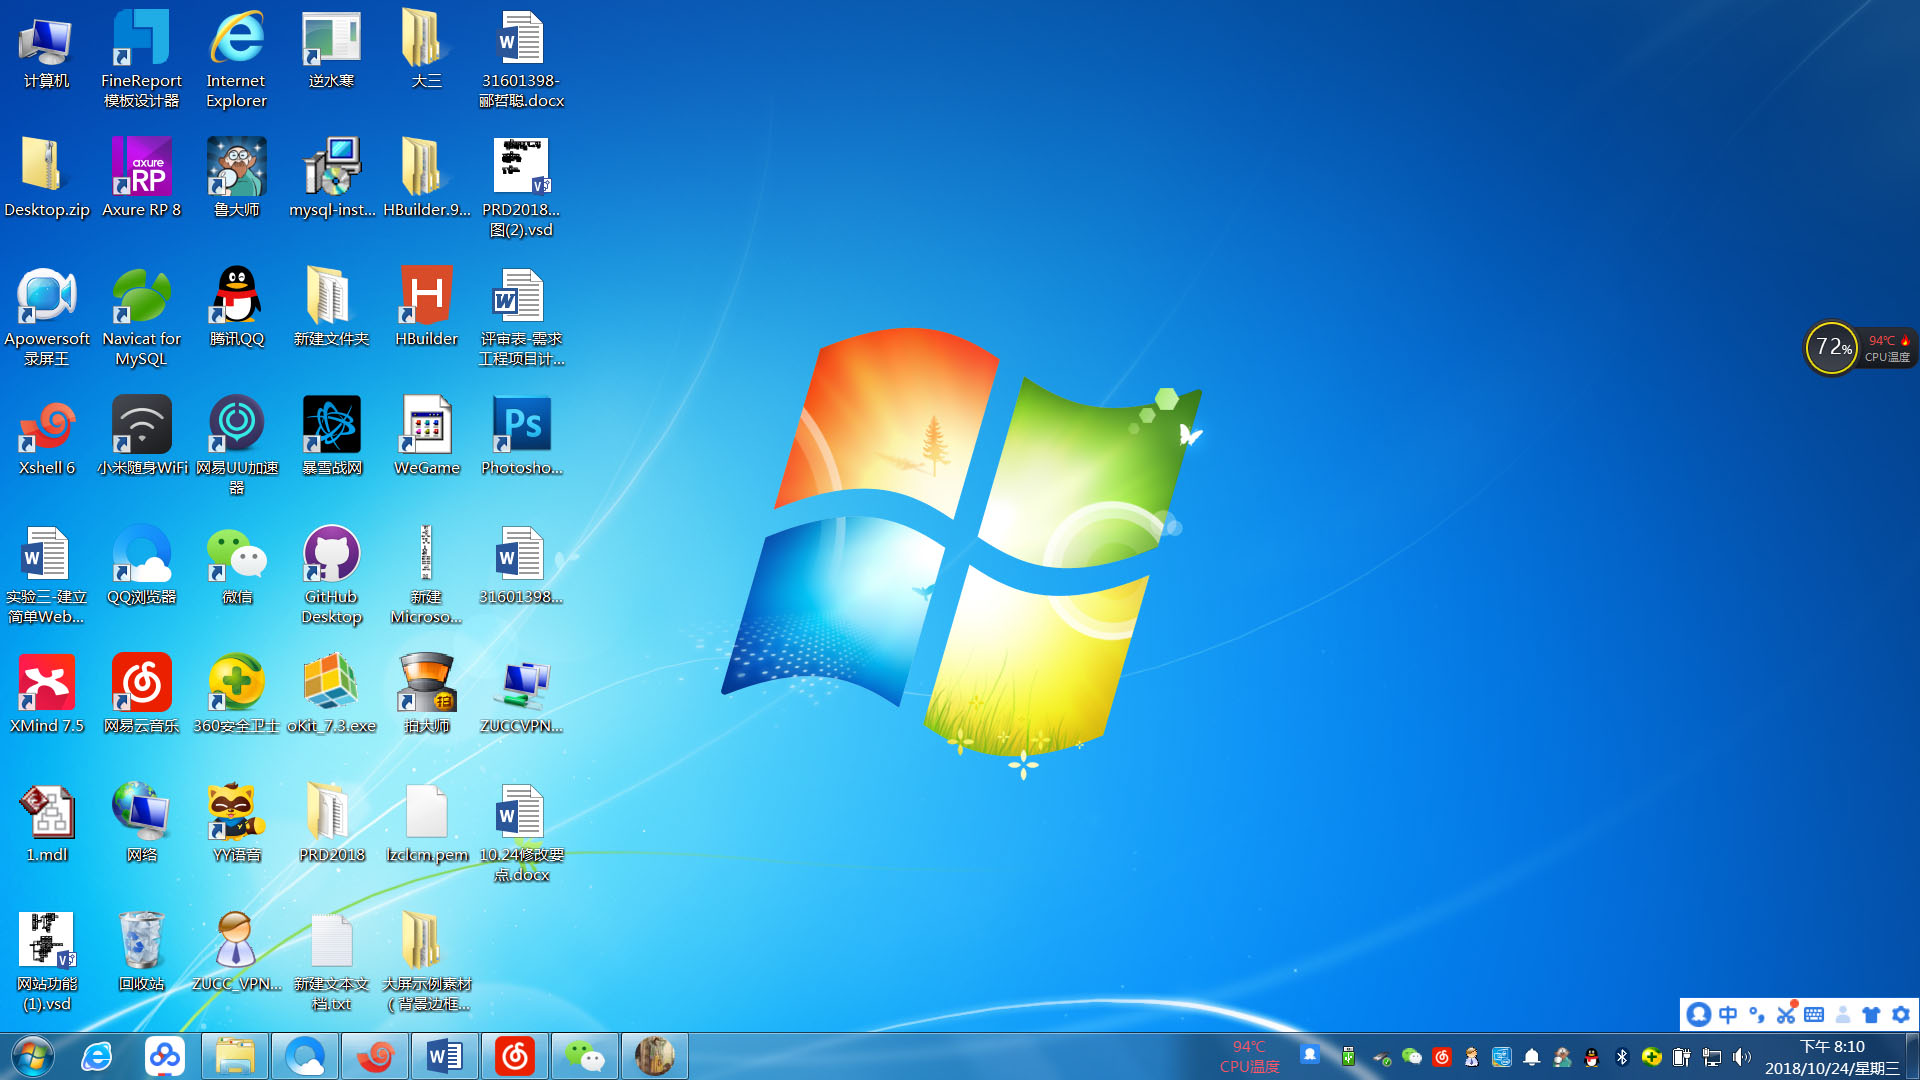 计算机
FineReport
模板设计器
Internet
Explorer
逆水寒
大三
31601398-
郦哲聪.docx
Desktop.zip
axure
RP
Axure RP 8
鲁大师
mysql-inst...
HBuilder.9...
PRD2018...
图(2).vsd
Apowersoft
录屏王
Navicat for
MySQL
腾讯QQ
新建文件夹
HBuilder
评审表-需求
工程项目计...
72%
94℃
CPU温度
Xshell 6
小米随身WiFi
网易UU加速
器
暴雪战网
WeGame
Ps
Photosho...
实验三-建立
简单Web...
QQ浏览器
微信
GitHub
Desktop
新建
Microso...
31601398...
XMind 7.5
网易云音乐
360安全卫士
oKit_7.3.exe
拍大师
ZUCCVPN...
1.mdl
网络
YY语音
PRD2018
lzclcm.pem
10.24修改要
点.docx
网站功能
(1).vsd
回收站
ZUCC_VPN...
新建文本文
档.txt
大屏示例素材
( 背景边框...
中
94℃
CPU温度
下午 8:10
2018/10/24/星期三